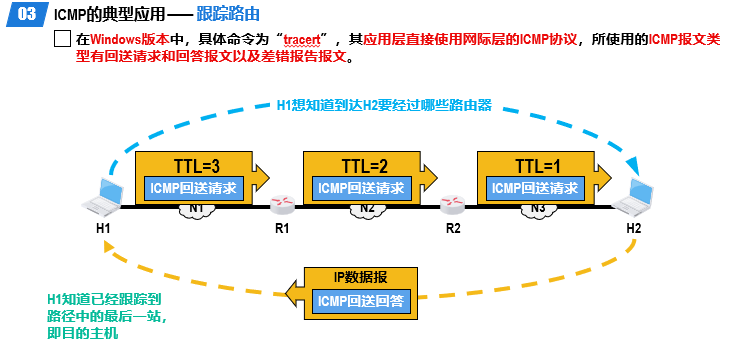 03 ICMP的典型应用——跟踪路由
在Windows版本中，具体命令为“tracert”，其应用层直接使用网际层的ICMP协议，所使用的ICMP报文类
型有回送请求和回答报文以及差错报告报文。
H1想知道到达H2要经过哪些路由器
TTL=3
TTL=2
TTL=1
ICMP回送请求
ICMP回送请求
ICMP回送请求
N1
N2
N3
H1
R1
R2
H2
IP数据报
ICMP回送回答
H1知道已经跟踪到
路径中的最后一站，
即目的主机